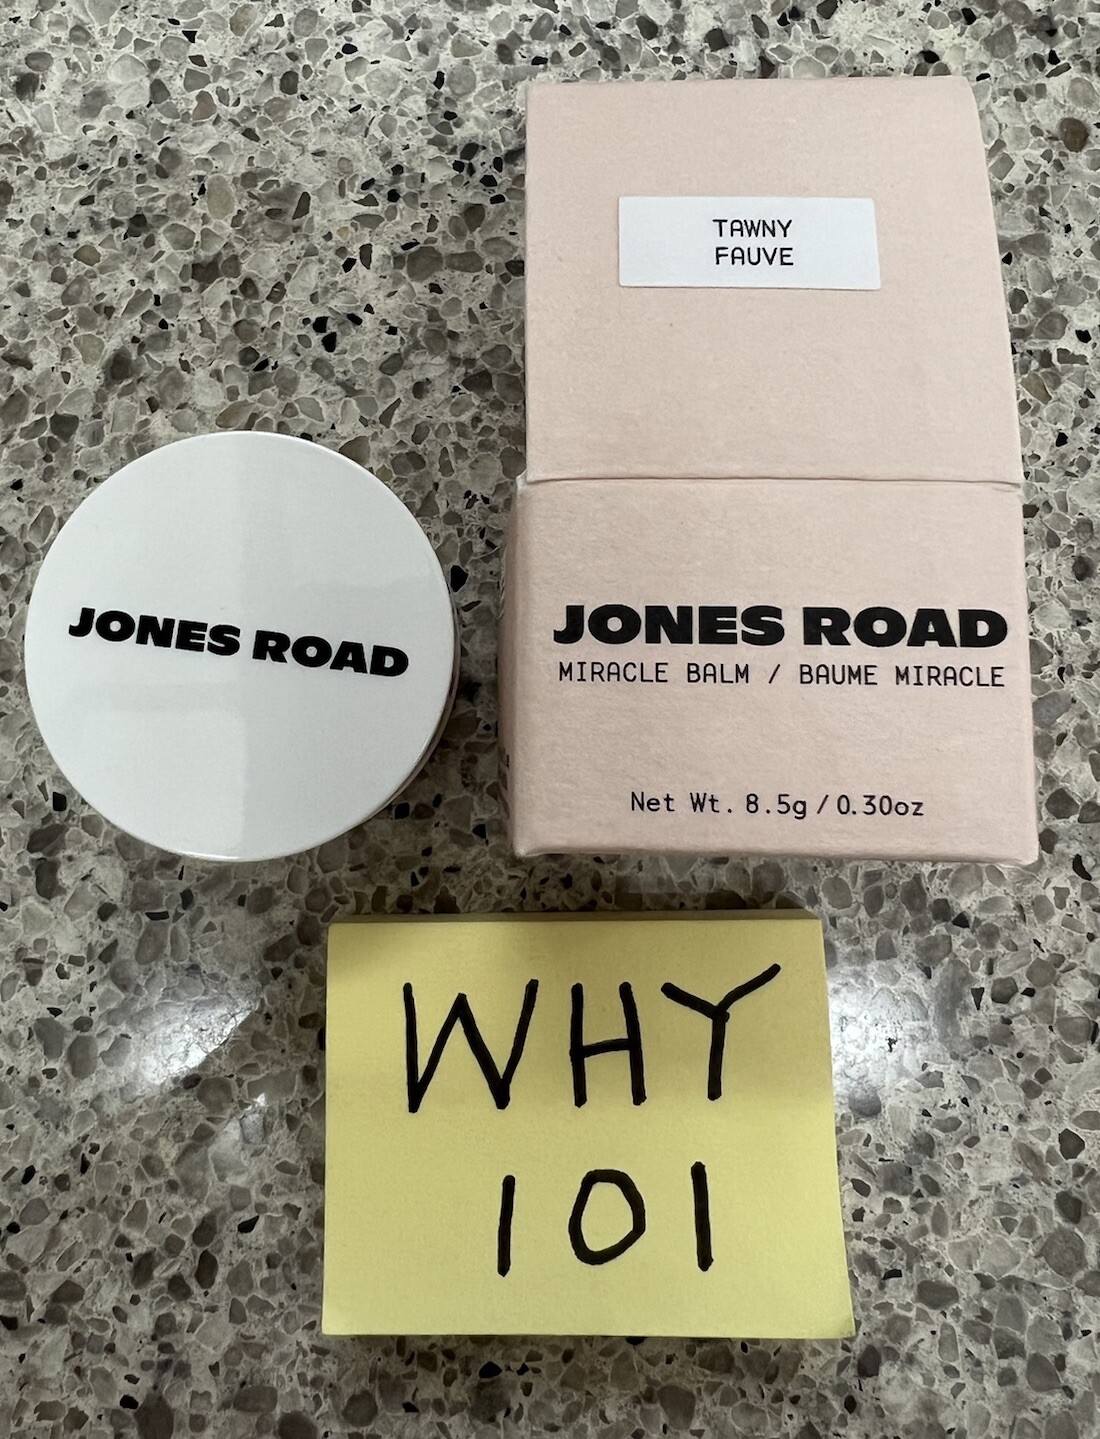 TAWNY
FAUVE
JONES ROAD
JONES ROAD
MIRACLE BALM / BAUME MIRACLE
Net Wt. 8.5g / 0.30oz
WHY
101